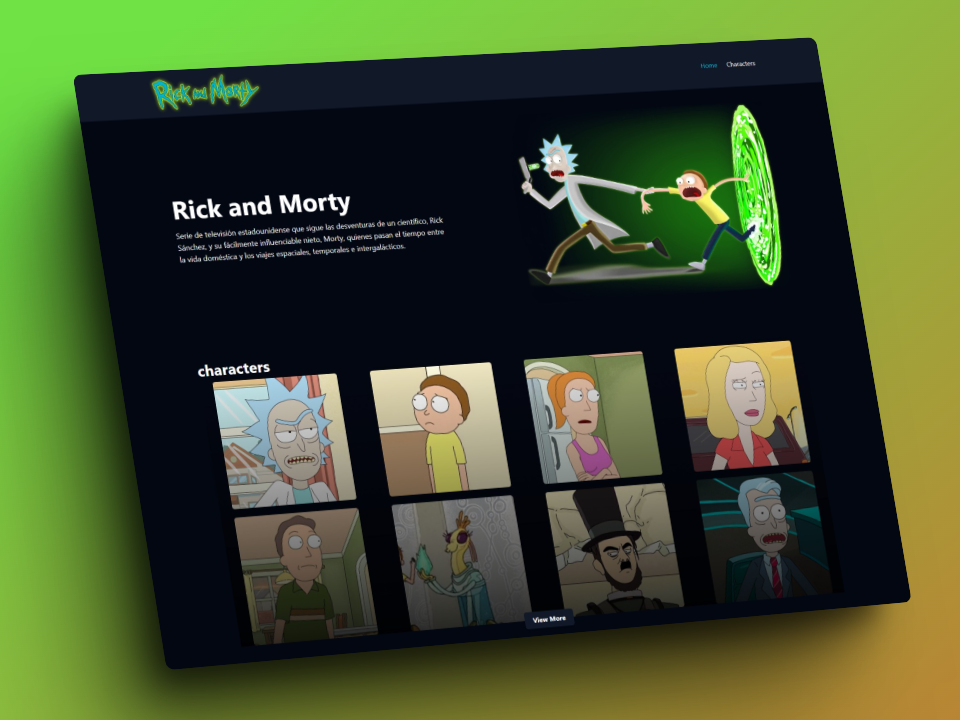 Rick and Morty
Home Characters
Rick and Morty
Serie de televisión estadounidense que sigue las desventuras de un científico, Rick
Sánchez, y su fácilmente influenciable nieto, Morty, quienes pasan el tiempo entre
la vida doméstica y los viajes espaciales, temporales e intergalácticos.
characters
View More